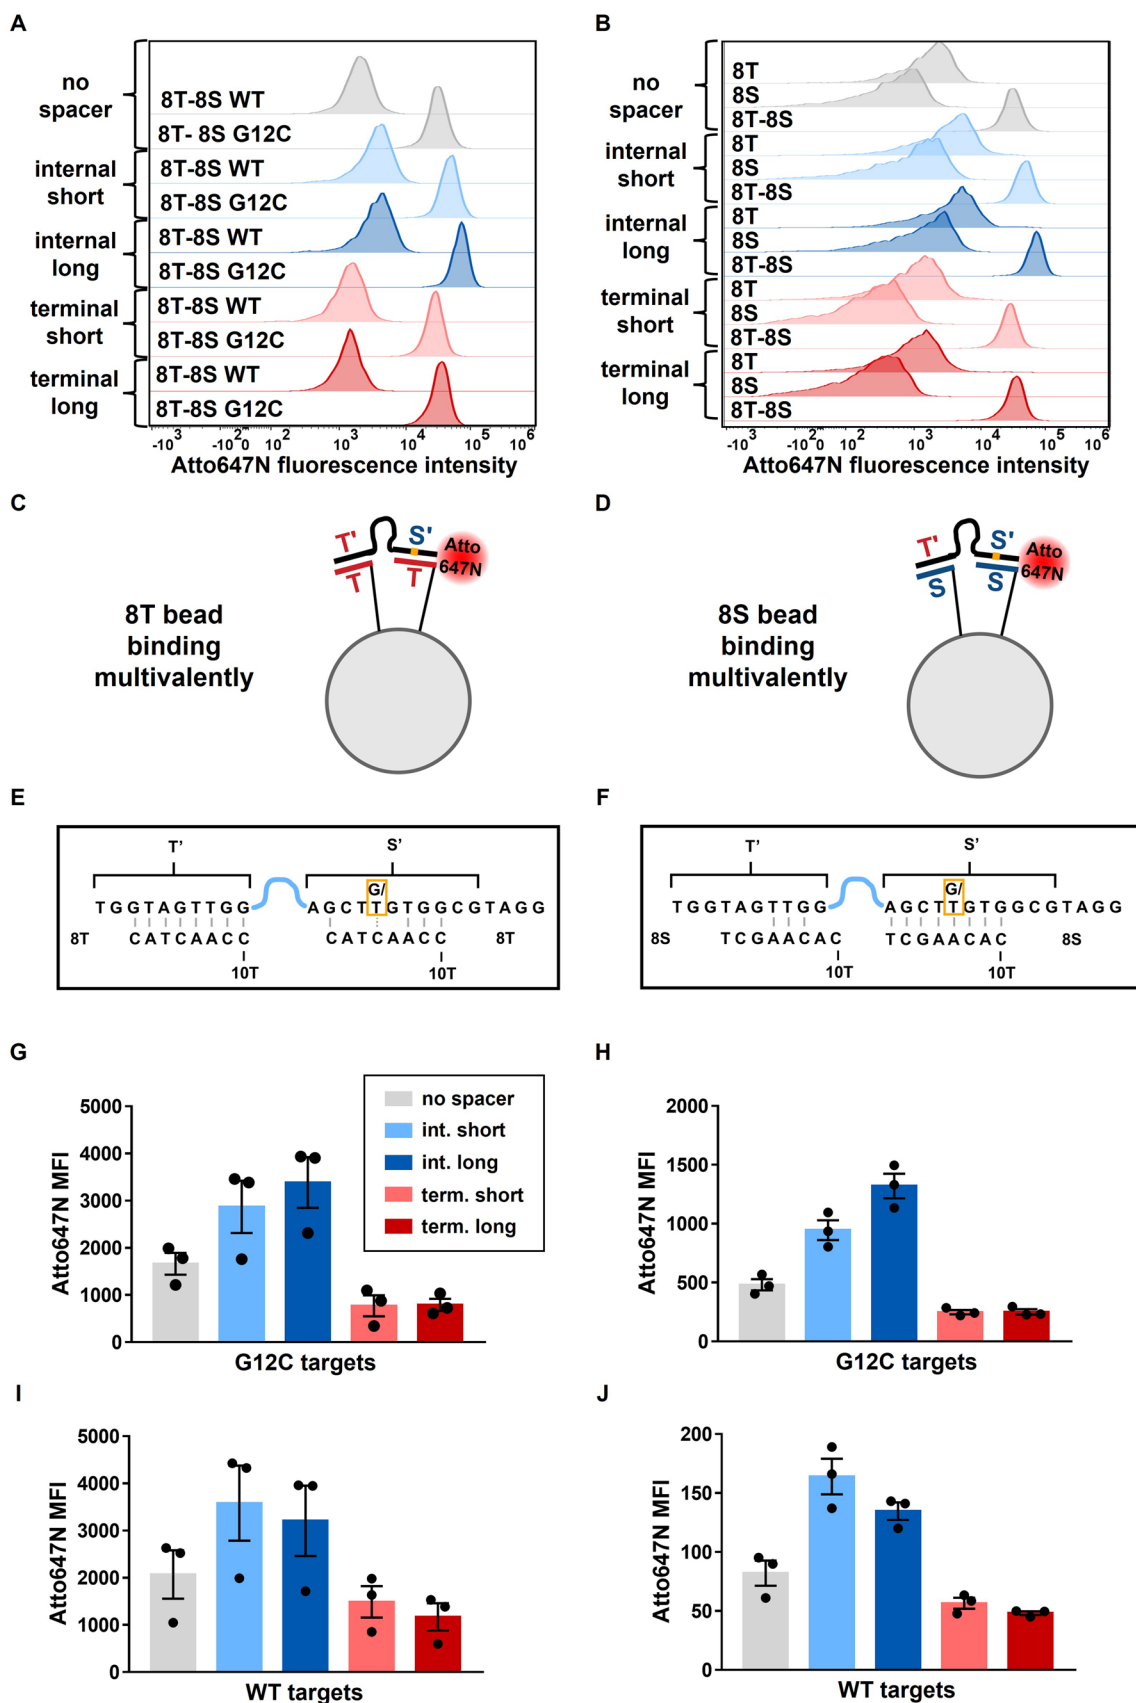 A
no
spacer
internal
short
internal
long
terminal
short
terminal
long
8T-8S WT
8T- 8S G12C
8T-8S WT
8T-8S G12C
8T-8S WT
8T-8S G12C
8T-8S WT
8T-8S G12C
8T-8S WT
8T-8S G12C
-10³ -10² 0 10² 10³ 10⁴ 10⁵ 10⁶
Atto647N fluorescence intensity
B
no
spacer
internal
short
internal
long
terminal
short
terminal
long
8T
8S
8T-8S
8T
8S
8T-8S
8T
8S
8T-8S
8T
8S
8T-8S
8T
8S
8T-8S
-10³ -10² 0 10² 10³ 10⁴ 10⁵ 10⁶
Atto647N fluorescence intensity
C
8T bead
binding
multivalently
T' S'
T T
Atto
647N
D
8S bead
binding
multivalently
T' S'
S S
Atto
647N
E
T’ S’
G/
T G G T A G T T G G A G C T T G T G G C G T A G G
8T C A T C A A C C C A T C A A C C 8T
10T 10T
F
T’ S’
G/
T G G T A G T T G G A G C T T G T G G C G T A G G
8S T C G A A C A C T C G A A C A C 8S
10T 10T
G
5000
4000
3000
2000
1000
0
Atto647N MFI
G12C targets
no spacer
int. short
int. long
term. short
term. long
H
2000
1500
1000
500
0
Atto647N MFI
G12C targets
I
5000
4000
3000
2000
1000
0
Atto647N MFI
WT targets
J
200
150
100
50
0
Atto647N MFI
WT targets